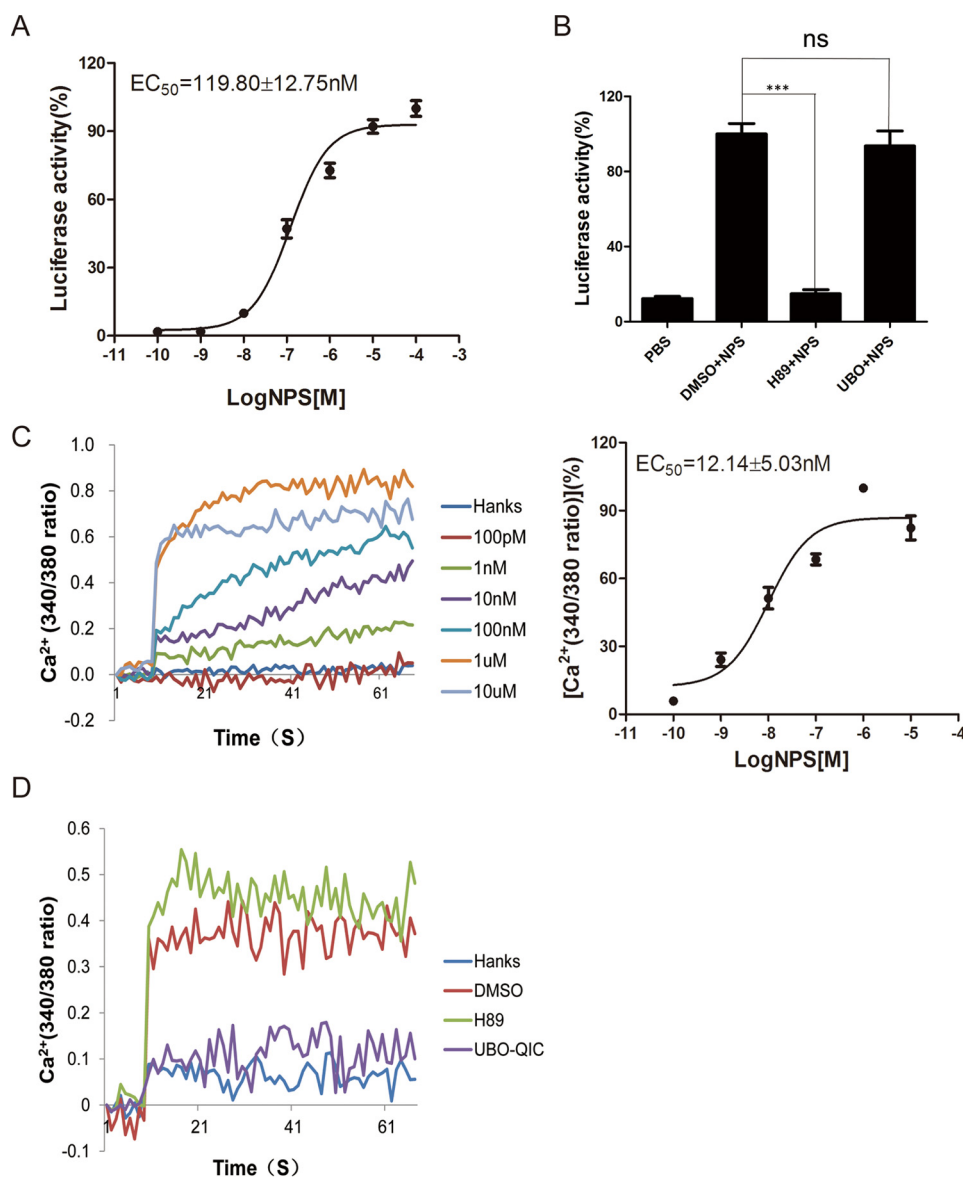 A
EC50=119.80±12.75nM
Luciferase activity(%)
120
90
60
30
0
-11 -10 -9 -8 -7 -6 -5 -4 -3
LogNPS[M]
B
ns
***
Luciferase activity(%)
120
80
40
0
PBS
DMSO+NPS
H89+NPS
UBO+NPS
C
Ca2+ (340/380 ratio)
1.0
0.8
0.6
0.4
0.2
0.0
-0.2
1 21 41 61
Time（S）
Hanks
100pM
1nM
10nM
100nM
1uM
10uM
EC50=12.14±5.03nM
[Ca2+(340/380 ratio)](%)
120
90
60
30
0
-11 -10 -9 -8 -7 -6 -5 -4
LogNPS[M]
D
Ca2+(340/380 ratio)
0.6
0.5
0.4
0.3
0.2
0.1
0
-0.1
1 21 41 61
Time（S）
Hanks
DMSO
H89
UBO-QIC